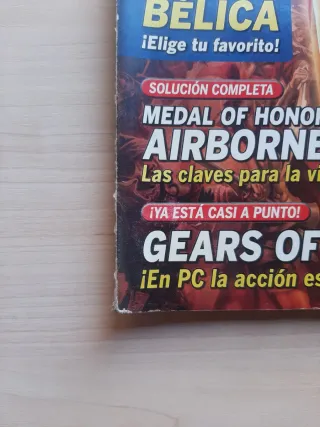 BÉLICA
¡Elige tu favorito!
SOLUCIÓN COMPLETA
MEDAL OF HONOR
AIRBORNE
Las claves para la vi
¡YA ESTÁ CASI A PUNTO!
GEARS OF
¡En PC la acción es